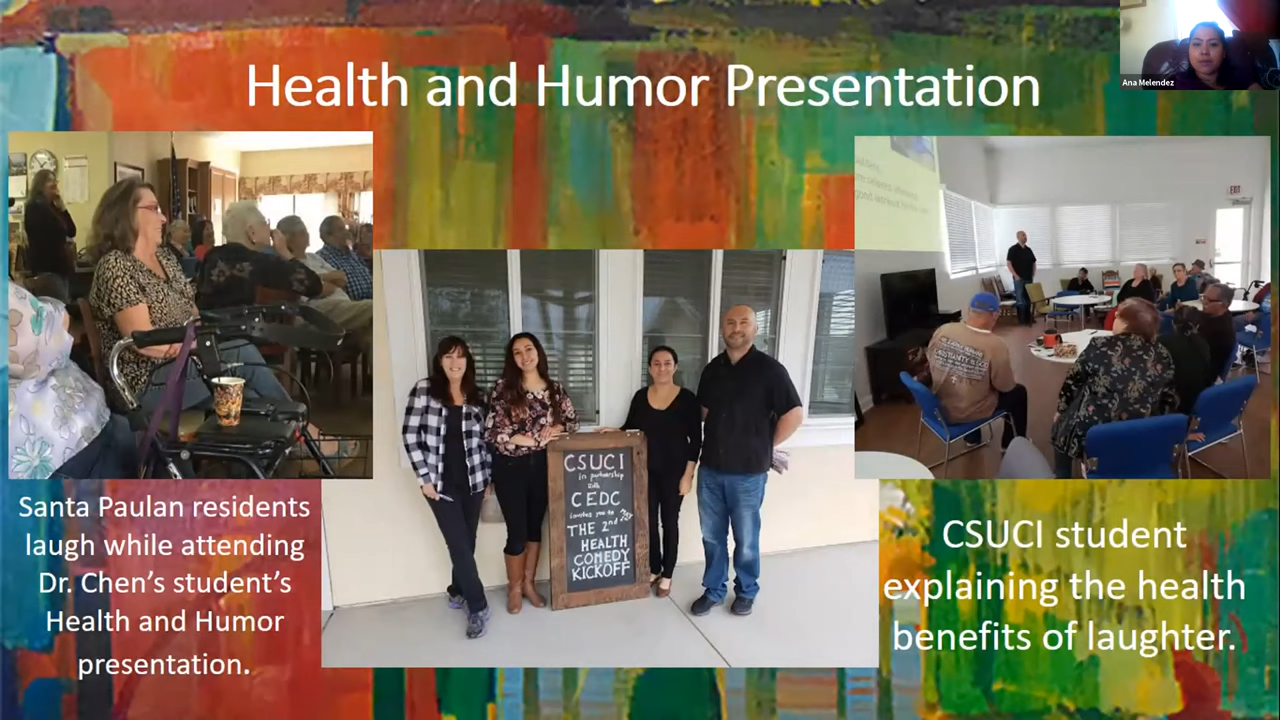 Health and Humor Presentation
Ana Melendez
EXIT
CSUCI
in partnership
with
CEDC
invites you to
THE 2nd
HEALTH
COMEDY
KICKOFF
Santa Paulan residents
laugh while attending
Dr. Chen's student's
Health and Humor
presentation.
CSUCI student
explaining the health
benefits of laughter.